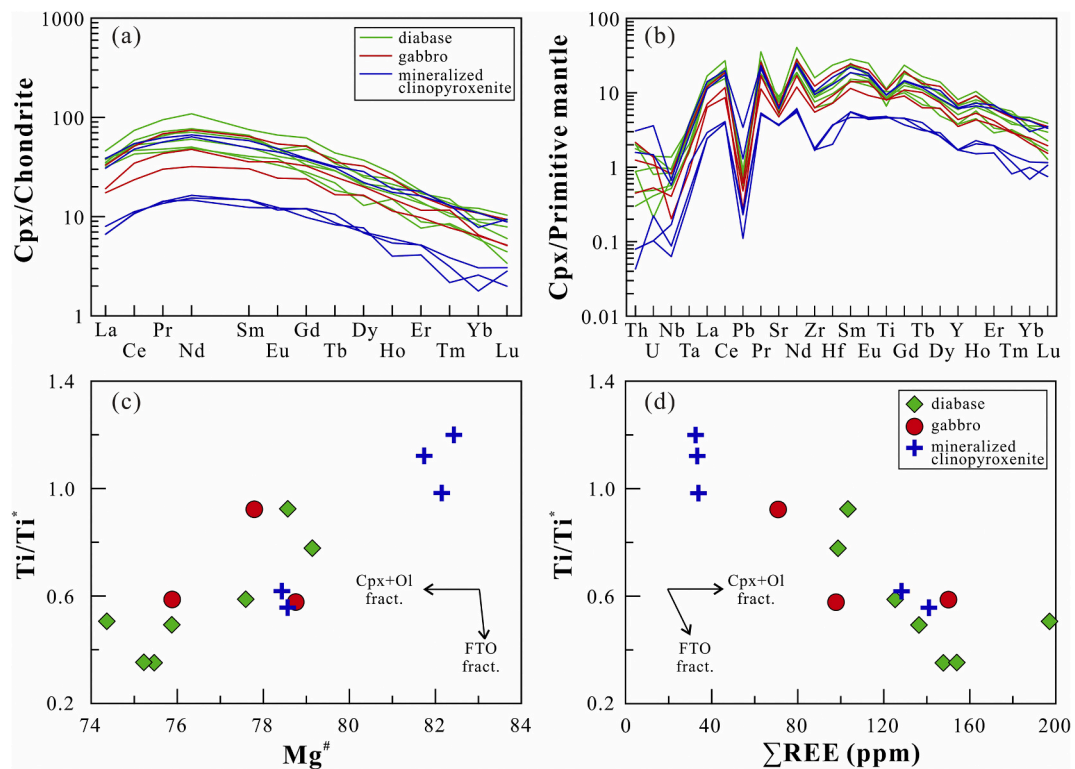 (a)
1000
100
10
1
Cpx/Chondrite
diabase
gabbro
mineralized
clinopyroxenite
La Pr Sm Gd Dy Er Yb
Ce Nd Eu Tb Ho Tm Lu
(b)
1000
100
10
1
0.1
0.01
Cpx/Primitive mantle
Th Nb La Pb Sr Zr Sm Ti Tb Y Er Yb
U Ta Ce Pr Nd Hf Eu Gd Dy Ho Tm Lu
(c)
1.4
1.0
0.6
0.2
Ti/Ti*
Cpx+Ol
fract.
FTO
fract.
74 76 78 80 82 84
Mg#
(d)
1.4
1.0
0.6
0.2
Ti/Ti*
diabase
gabbro
mineralized
clinopyroxenite
Cpx+Ol
fract.
FTO
fract.
0 40 80 120 160 200
∑REE (ppm)